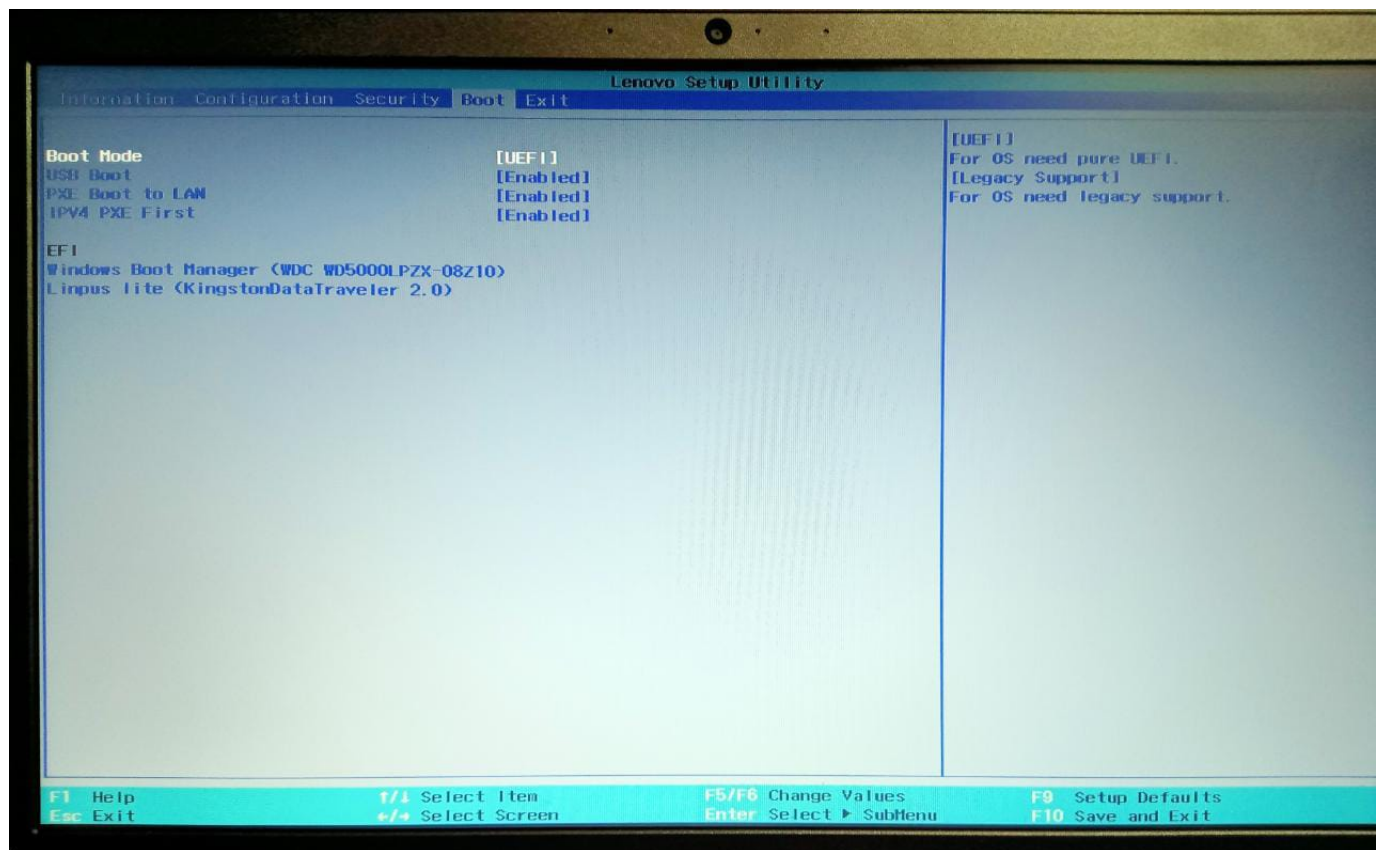 Lenovo Setup Utility
Information Configuration Security Boot Exit
Boot Mode [UEFI]
USB Boot [Enabled]
PXE Boot to LAN [Enabled]
IPV4 PXE First [Enabled]
EFI
Windows Boot Manager (WDC WD5000LPZX-08Z10)
Linpus lite (KingstonDataTraveler 2.0)
[UEFI]
For OS need pure UEFI.
[Legacy Support]
For OS need legacy support.
F1 Help ↑/↓ Select Item F5/F6 Change Values F9 Setup Defaults
Esc Exit ←/→ Select Screen Enter Select ▶ SubMenu F10 Save and Exit